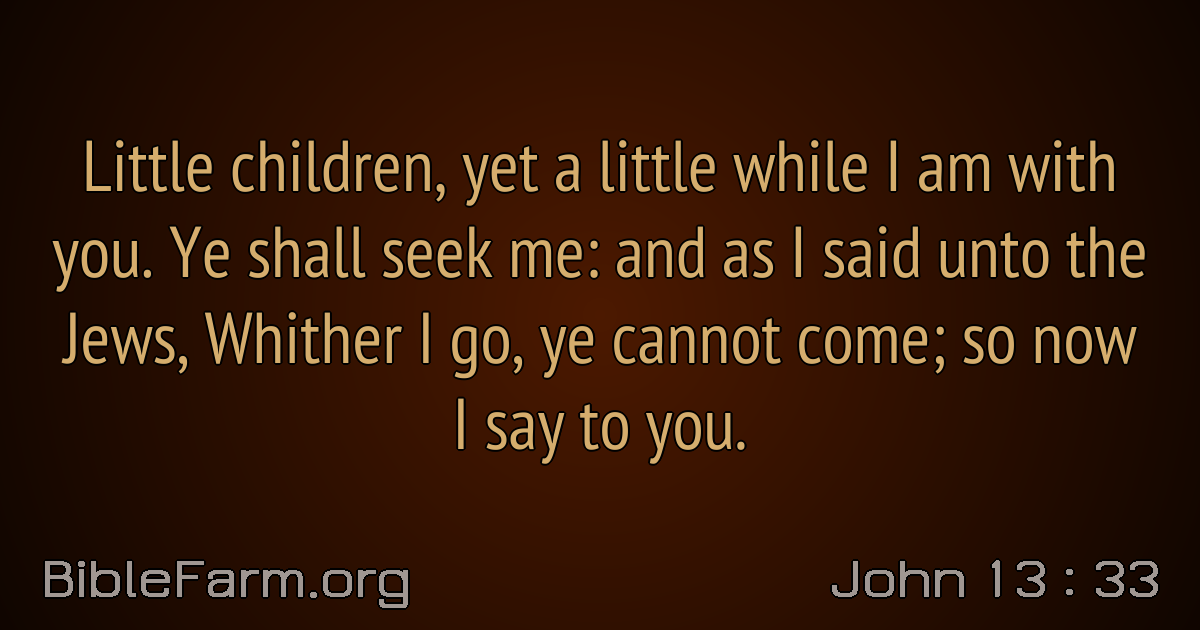 Little children, yet a little while I am with
you. Ye shall seek me: and as I said unto the
Jews, Whither I go, ye cannot come; so now
I say to you.
BibleFarm.org
John 13 : 33